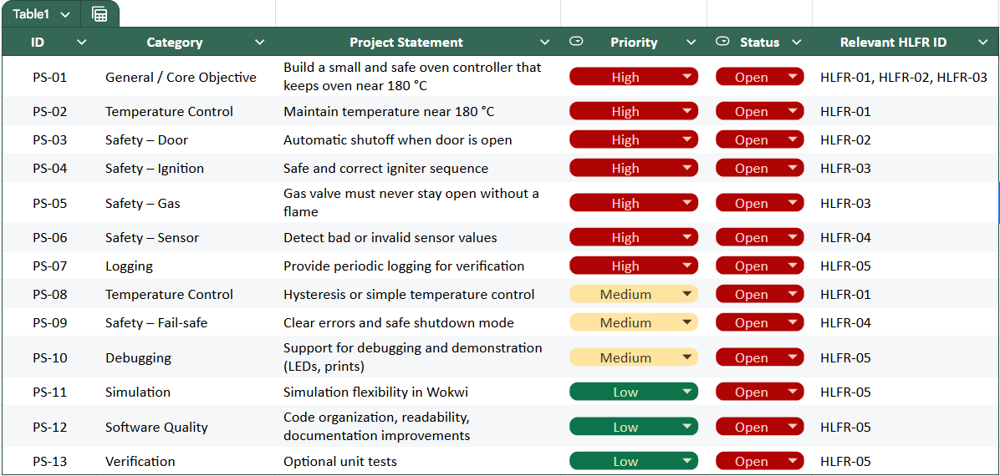 Table1
ID Category Project Statement Priority Status Relevant HLFR ID
PS-01 General / Core Objective Build a small and safe oven controller that
keeps oven near 180 °C High Open HLFR-01, HLFR-02, HLFR-03
PS-02 Temperature Control Maintain temperature near 180 °C High Open HLFR-01
PS-03 Safety – Door Automatic shutoff when door is open High Open HLFR-02
PS-04 Safety – Ignition Safe and correct igniter sequence High Open HLFR-03
PS-05 Safety – Gas Gas valve must never stay open without a
flame High Open HLFR-03
PS-06 Safety – Sensor Detect bad or invalid sensor values High Open HLFR-04
PS-07 Logging Provide periodic logging for verification High Open HLFR-05
PS-08 Temperature Control Hysteresis or simple temperature control Medium Open HLFR-01
PS-09 Safety – Fail-safe Clear errors and safe shutdown mode Medium Open HLFR-04
PS-10 Debugging Support for debugging and demonstration
(LEDs, prints) Medium Open HLFR-05
PS-11 Simulation Simulation flexibility in Wokwi Low Open HLFR-05
PS-12 Software Quality Code organization, readability,
documentation improvements Low Open HLFR-05
PS-13 Verification Optional unit tests Low Open HLFR-05